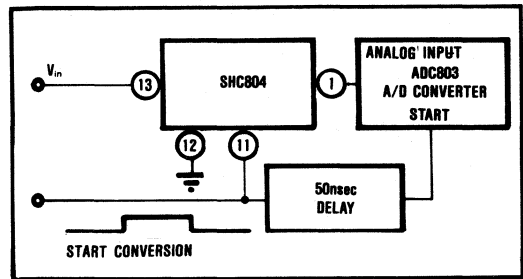 Vin
13
SHC804
1
ANALOG INPUT
ADC803
A/D CONVERTER
START
12
11
50nsec
DELAY
START CONVERSION